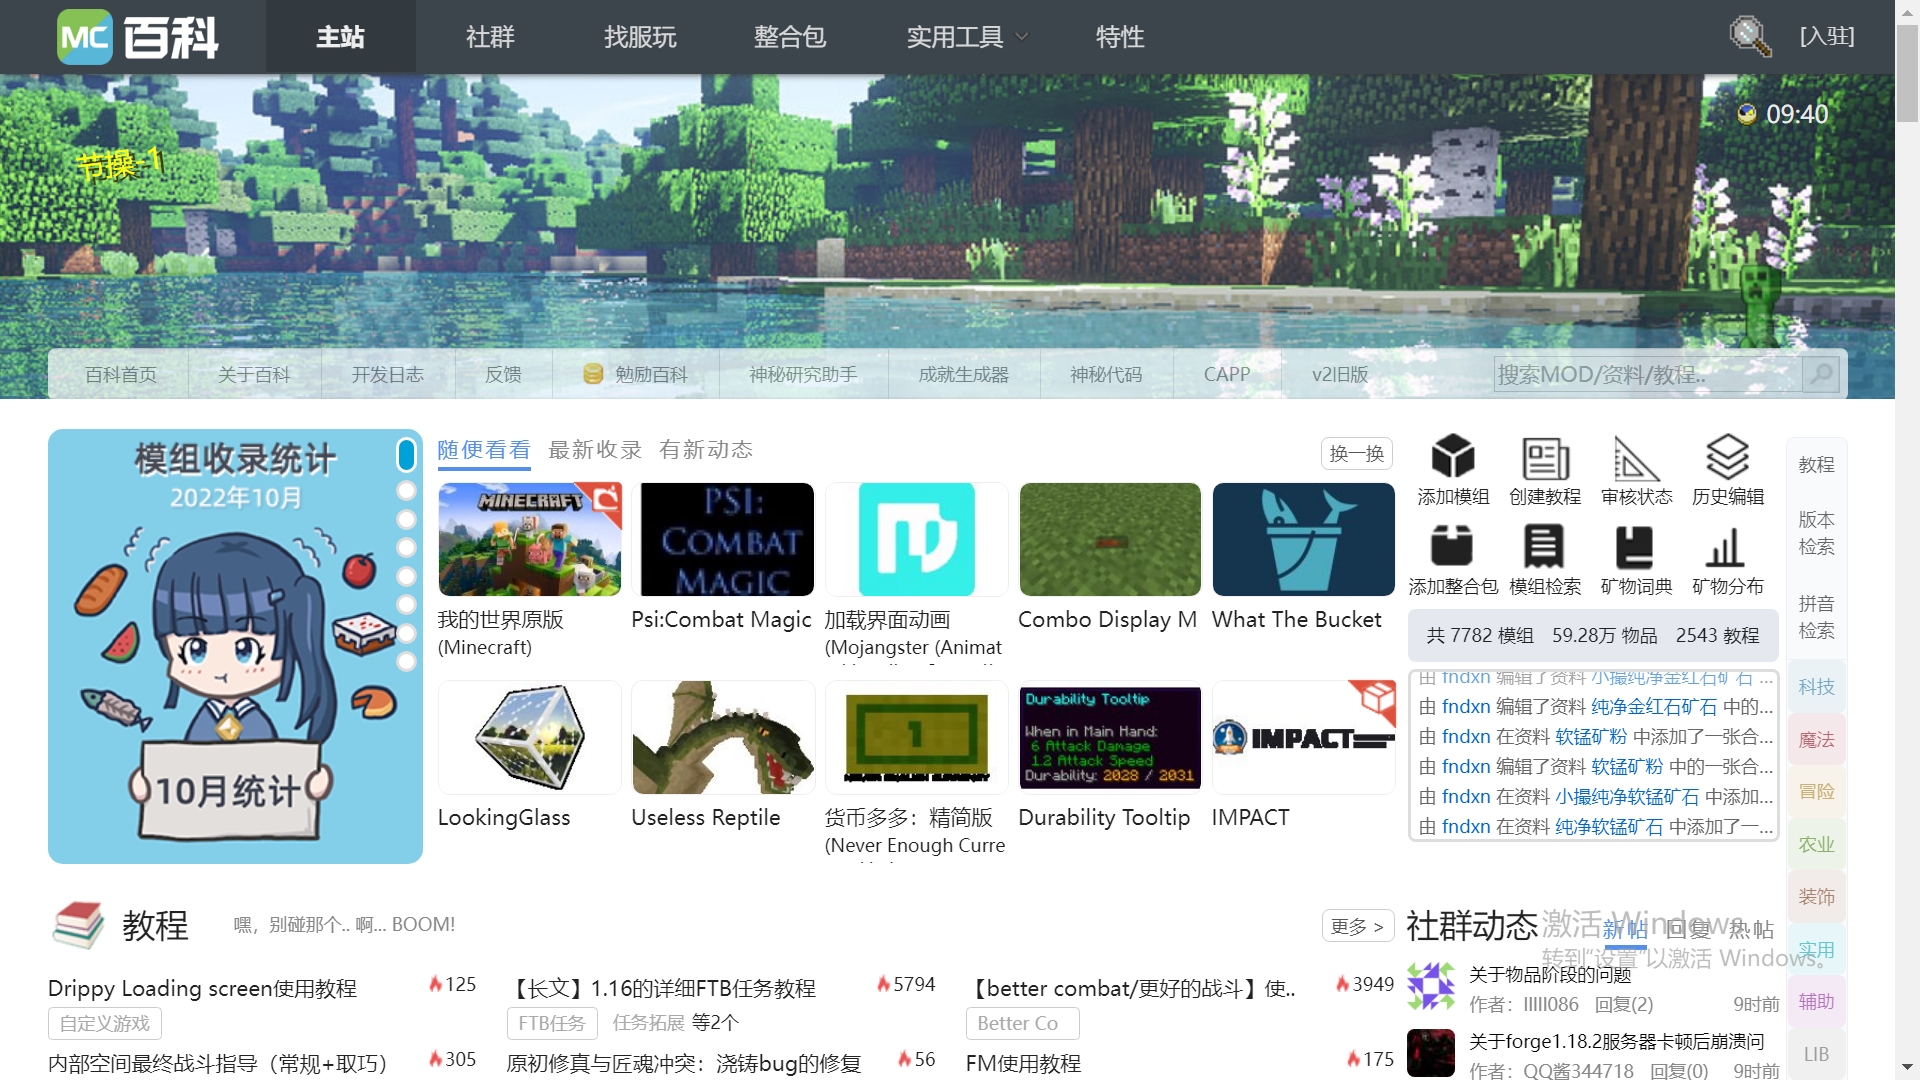 MC 百科 主站 社群 找服玩 整合包 实用工具 特性 [入驻]
09:40
节操-1
百科首页 关于百科 开发日志 反馈 勉励百科 神秘研究助手 成就生成器 神秘代码 CAPP v2旧版 搜索MOD/资料/教程..
模组收录统计
2022年10月
10月统计
随便看看 最新收录 有新动态 换一换
MINECRAFT
PSI:
COMBAT
MAGIC
我的世界原版
(Minecraft)
Psi:Combat Magic
加载界面动画
(Mojangster (Animat
Combo Display M
What The Bucket
1
Durability Tooltip
When in Main Hand:
6 Attack Damage
1.2 Attack Speed
Durability: 2028 / 2031
IMPACT
LookingGlass
Useless Reptile
货币多多：精简版
(Never Enough Curre
Durability Tooltip
IMPACT
添加模组 创建教程 审核状态 历史编辑
添加整合包 模组检索 矿物词典 矿物分布
共 7782 模组 59.28万 物品 2543 教程
由 fndxn 编辑了资料 小撮纯净金红石矿石 ...
由 fndxn 编辑了资料 纯净金红石矿石 中的...
由 fndxn 在资料 软锰矿粉 中添加了一张合...
由 fndxn 编辑了资料 软锰矿粉 中的一张合...
由 fndxn 在资料 小撮纯净软锰矿石 中添加...
由 fndxn 在资料 纯净软锰矿石 中添加了一...
教程
版本
检索
拼音
检索
科技
魔法
冒险
农业
装饰
实用
辅助
LIB
教程 嘿，别碰那个.. 啊... BOOM! 更多 >
Drippy Loading screen使用教程 125
自定义游戏
内部空间最终战斗指导（常规+取巧） 305
【长文】1.16的详细FTB任务教程 5794
FTB任务 任务拓展 等2个
原初修真与匠魂冲突：浇铸bug的修复 56
【better combat/更好的战斗】使.. 3949
Better Co
FM使用教程 175
社群动态 新帖 回复 热帖
激活 Windows
转到“设置”以激活 Windows。
关于物品阶段的问题
作者： IIIIII086 回复(2) 9时前
关于forge1.18.2服务器卡顿后崩溃问
作者： QQ酱344718 回复(0) 9时前